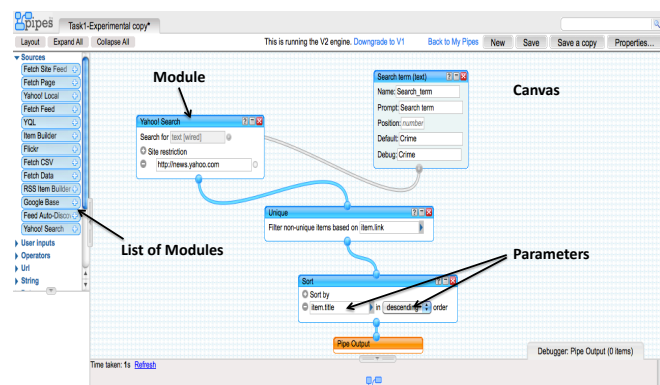 pipes
Task1-Experimental copy*
Layout Expand All Collapse All
This is running the V2 engine. Downgrade to V1 Back to My Pipes New Save Save a copy Properties...
Sources
Fetch Site Feed
Fetch Page
Yahoo! Local
Fetch Feed
YQL
Item Builder
Flickr
Fetch CSV
Fetch Data
RSS Item Builder
Google Base
Feed Auto-Disco
Yahoo! Search
User inputs
Operators
Url
String
Module
List of Modules
Yahoo! Search
Search for text [wired]
Site restriction
http://news.yahoo.com
Search term (text)
Name: Search_term
Prompt: Search term
Position: number
Default: Crime
Debug: Crime
Canvas
Unique
Filter non-unique items based on item.link
Parameters
Sort
Sort by
item.title in descending order
Pipe Output
Debugger: Pipe Output (0 items)
Time taken: 1s Refresh